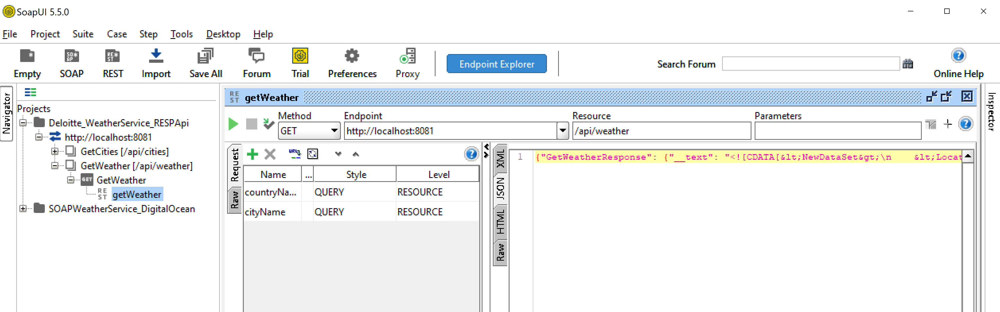 SoapUI 5.5.0
File Project Suite Case Step Tools Desktop Help
Empty SOAP REST Import Save All Forum Trial Preferences Proxy Endpoint Explorer Search Forum Online Help
Navigator
Projects
Deloitte_WeatherService_RESPApi
http://localhost:8081
GetCities [/api/cities]
GetWeather [/api/weather]
GET GetWeather
REST getWeather
SOAPWeatherService_DigitalOcean
REST getWeather
Method Endpoint Resource Parameters
GET http://localhost:8081 /api/weather
Request
Raw
Name ... Style Level
countryNa... QUERY RESOURCE
cityName QUERY RESOURCE
XML
JSON
HTML
Raw
1 {"GetWeatherResponse": {"__text": "<![CDATA[&lt;NewDataSet&gt;\n    &lt;Locat
Inspector